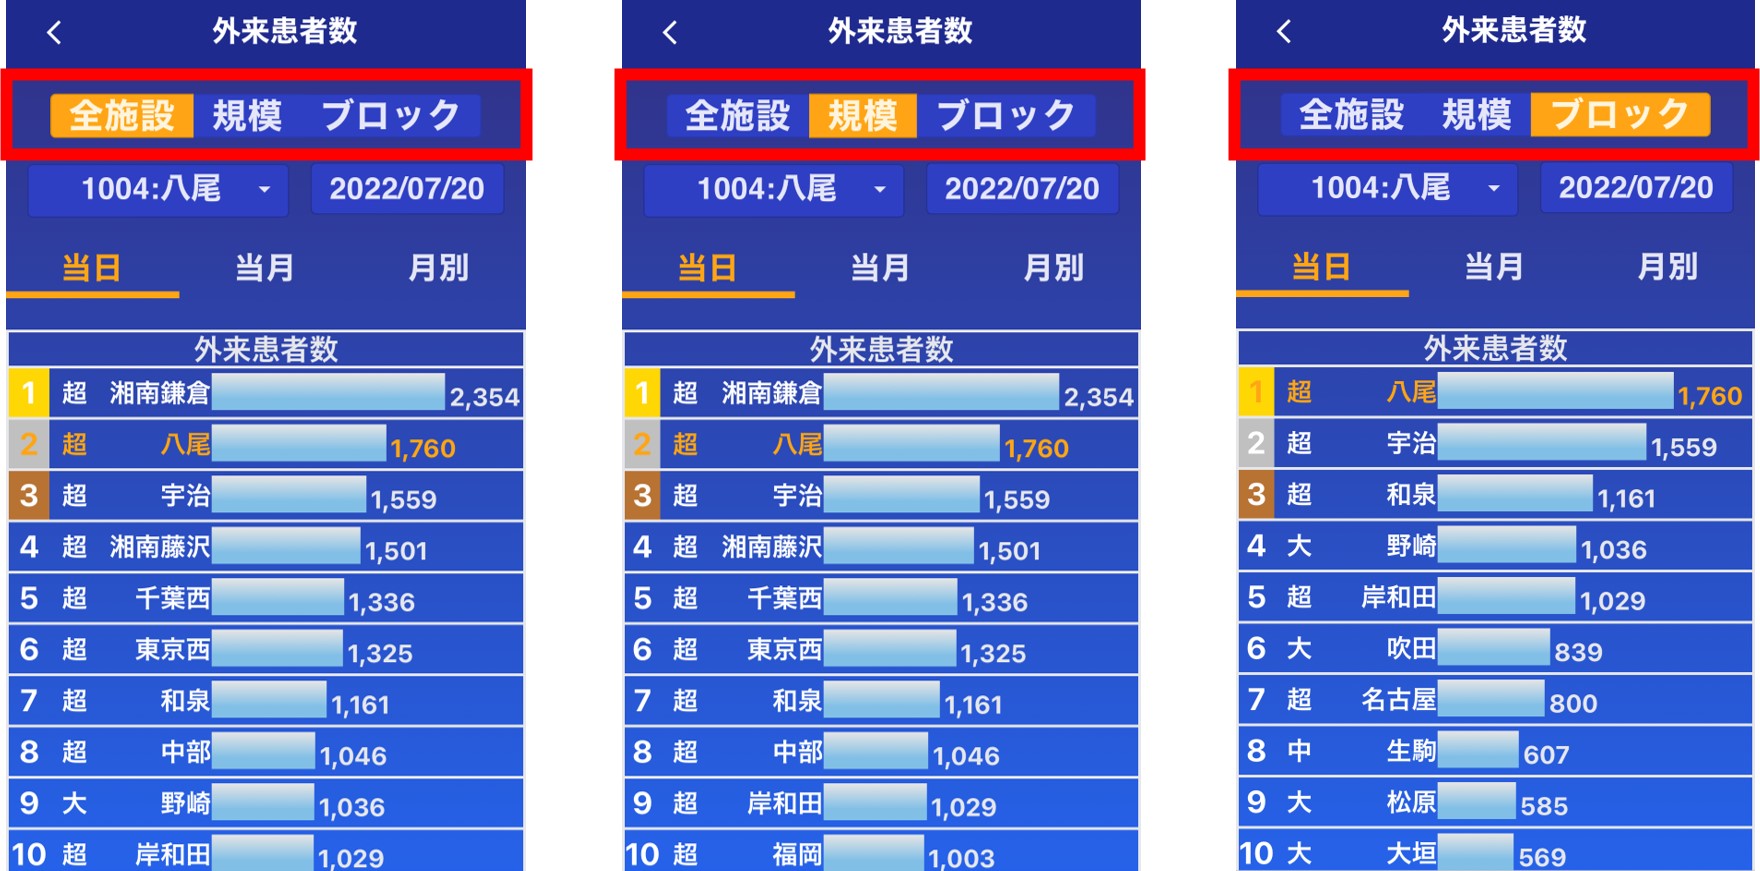 外来患者数
全施設 規模 ブロック
1004:八尾 2022/07/20
当日 当月 月別
外来患者数
1 超 湘南鎌倉 2,354
2 超 八尾 1,760
3 超 宇治 1,559
4 超 湘南藤沢 1,501
5 超 千葉西 1,336
6 超 東京西 1,325
7 超 和泉 1,161
8 超 中部 1,046
9 大 野崎 1,036
10 超 岸和田 1,029
外来患者数
全施設 規模 ブロック
1004:八尾 2022/07/20
当日 当月 月別
外来患者数
1 超 湘南鎌倉 2,354
2 超 八尾 1,760
3 超 宇治 1,559
4 超 湘南藤沢 1,501
5 超 千葉西 1,336
6 超 東京西 1,325
7 超 和泉 1,161
8 超 中部 1,046
9 超 岸和田 1,029
10 超 福岡 1,003
外来患者数
全施設 規模 ブロック
1004:八尾 2022/07/20
当日 当月 月別
外来患者数
1 超 八尾 1,760
2 超 宇治 1,559
3 超 和泉 1,161
4 大 野崎 1,036
5 超 岸和田 1,029
6 大 吹田 839
7 超 名古屋 800
8 中 生駒 607
9 大 松原 585
10 大 大垣 569